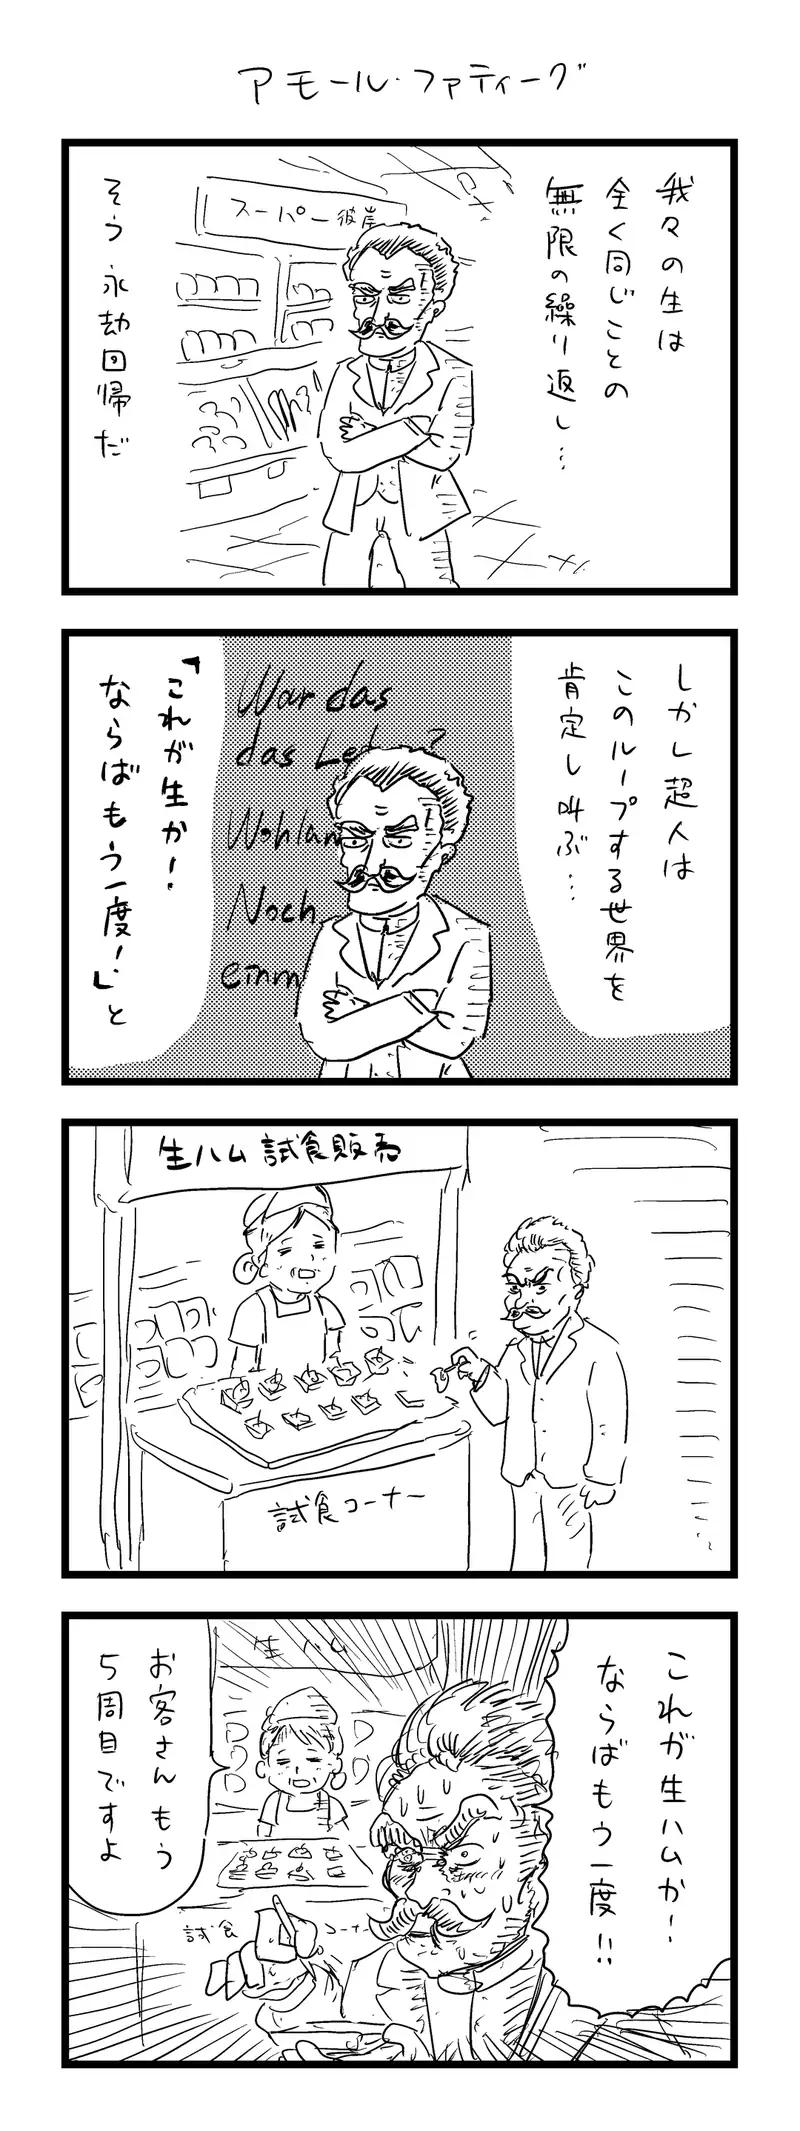 アモール・ファティーグ
我々の生は
全く同じことの
無限の繰り返し…
スーパー彼岸
そう永劫回帰だ
しかし超人は
このループする世界を
肯定し叫ぶ…
War das
das Leben?
Wohlan
Noch
einm
「これが生か!
ならばもう一度!」と
生ハム試食販売
試食コーナー
これが生ハムか!
ならばもう一度!!
生ハム
お客さんもう
5周目ですよ
試食コーナー